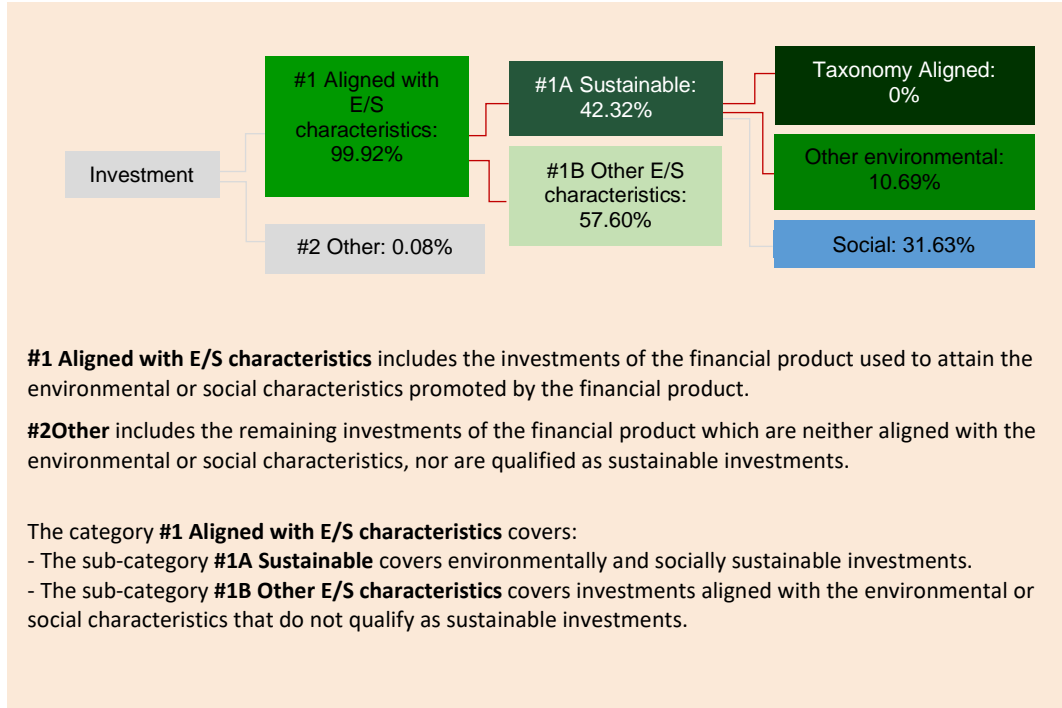 Investment
#1 Aligned with
E/S
characteristics:
99.92%
#2 Other: 0.08%
#1A Sustainable:
42.32%
#1B Other E/S
characteristics:
57.60%
Taxonomy Aligned:
0%
Other environmental:
10.69%
Social: 31.63%
#1 Aligned with E/S characteristics includes the investments of the financial product used to attain the
environmental or social characteristics promoted by the financial product.
#2Other includes the remaining investments of the financial product which are neither aligned with the
environmental or social characteristics, nor are qualified as sustainable investments.
The category #1 Aligned with E/S characteristics covers:
- The sub-category #1A Sustainable covers environmentally and socially sustainable investments.
- The sub-category #1B Other E/S characteristics covers investments aligned with the environmental or
social characteristics that do not qualify as sustainable investments.